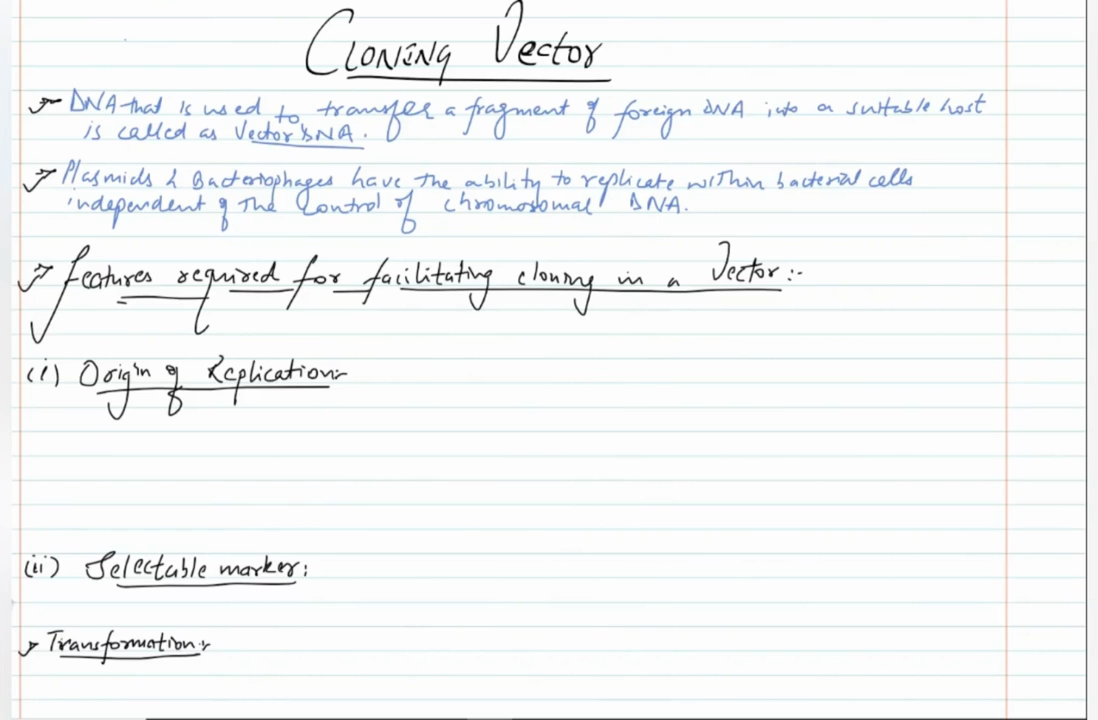 Cloning Vector
DNA that is used to transfer a fragment of foreign DNA into a suitable host
is called as Vector DNA.
Plasmids & Bacteriophages have the ability to replicate within bacterial cells
independent of the control of chromosomal DNA.
Features required for facilitating cloning in a Vector:-
(i) Origin of Replication:-
(ii) Selectable marker:
Transformation: